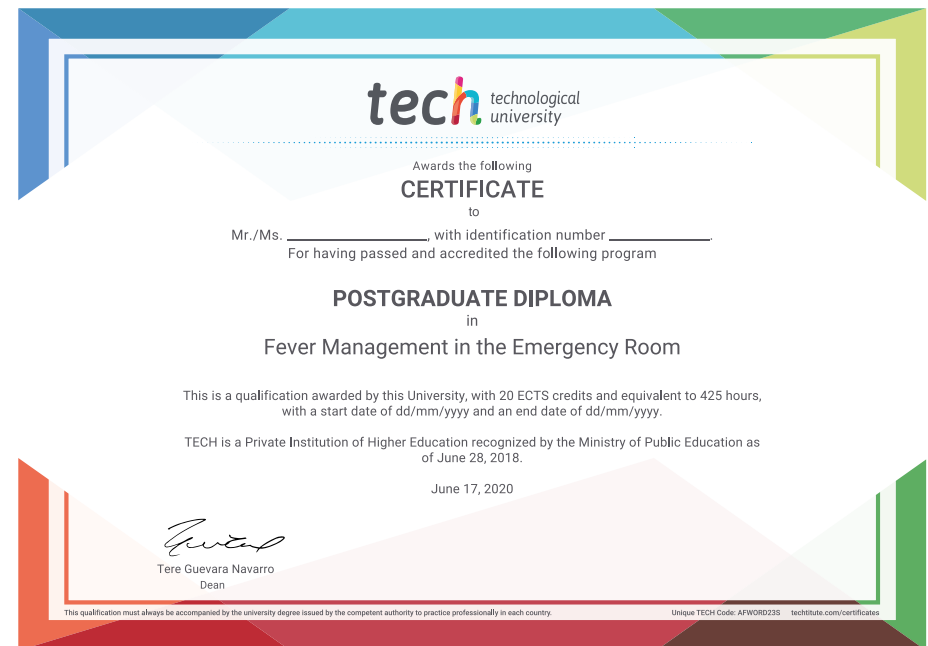 tech technological
university
Awards the following
CERTIFICATE
to
Mr./Ms. ____________, with identification number ____________.
For having passed and accredited the following program
POSTGRADUATE DIPLOMA
in
Fever Management in the Emergency Room
This is a qualification awarded by this University, with 20 ECTS credits and equivalent to 425 hours,
with a start date of dd/mm/yyyy and an end date of dd/mm/yyyy.
TECH is a Private Institution of Higher Education recognized by the Ministry of Public Education as
of June 28, 2018.
June 17, 2020
Tere Guevara Navarro
Dean
This qualification must always be accompanied by the university degree issued by the competent authority to practice professionally in each country. Unique TECH Code: AFWORD23S techtitute.com/certificates